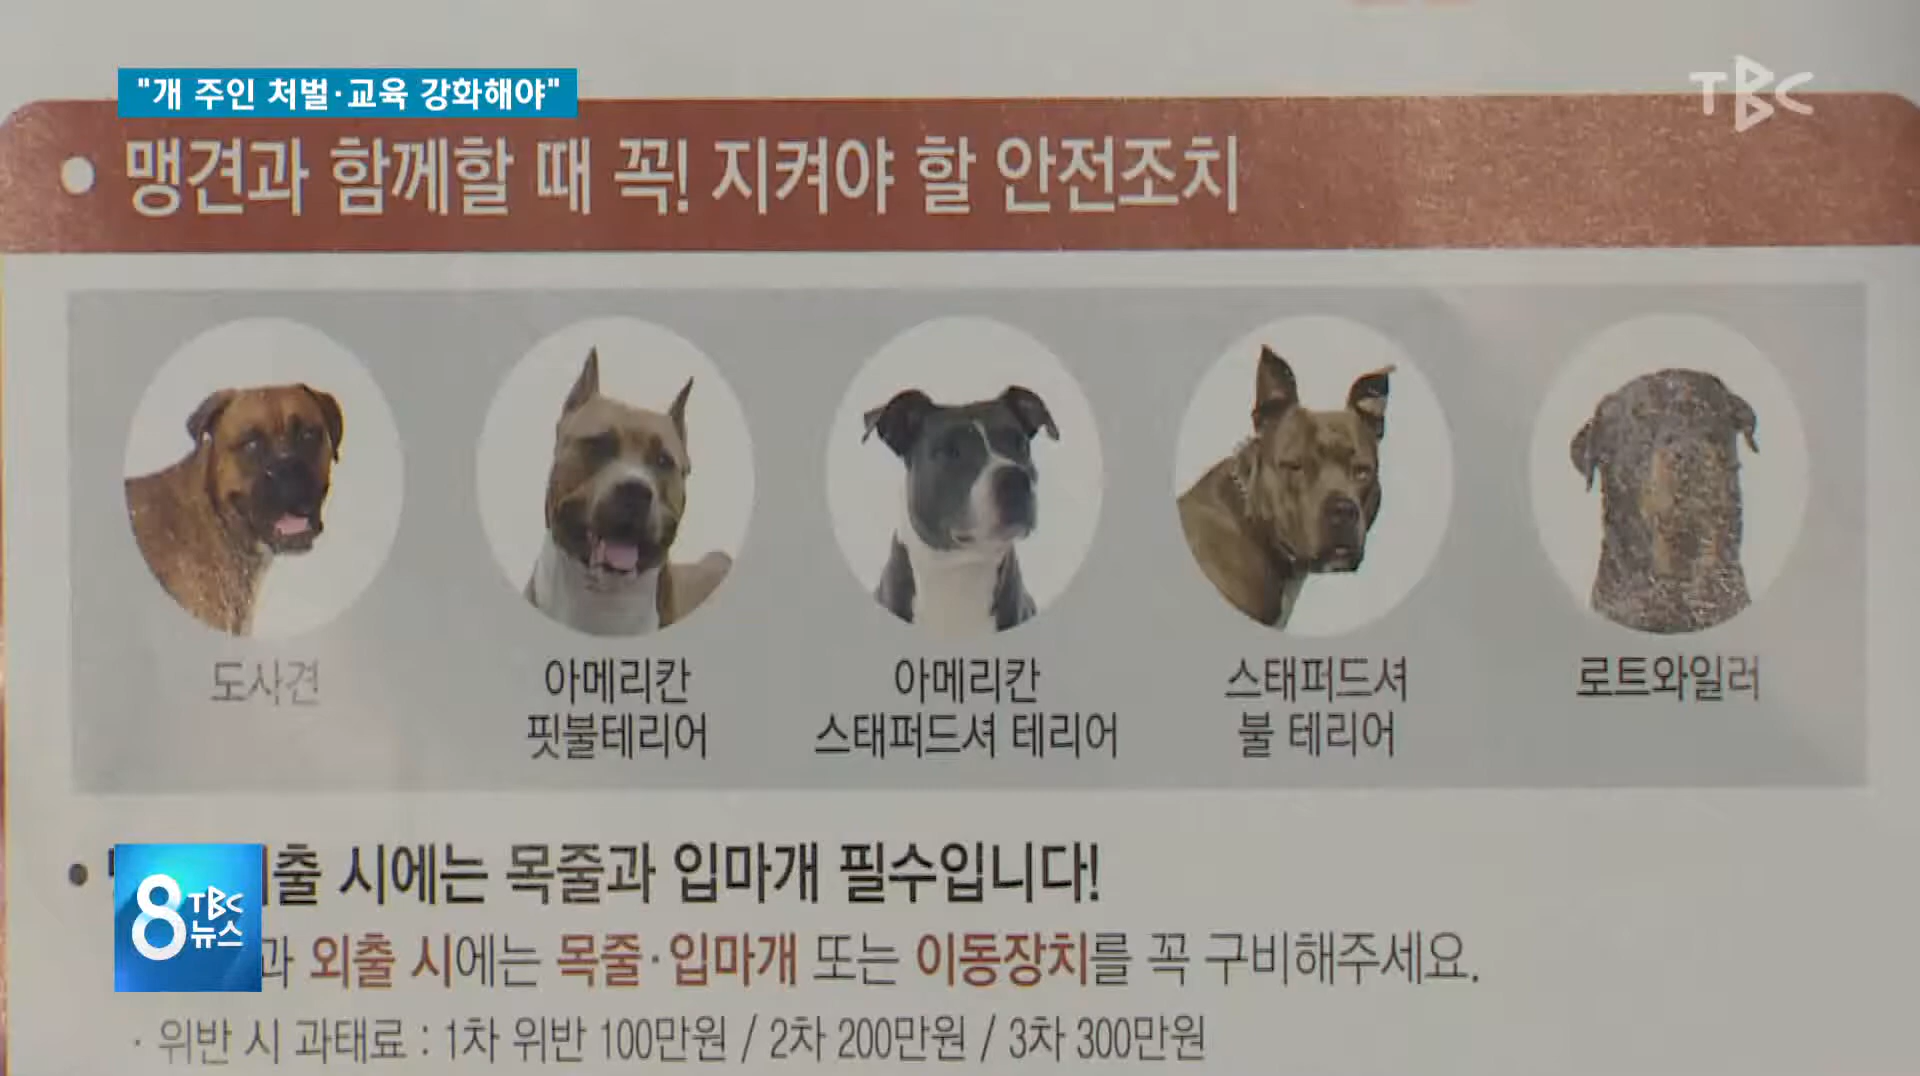 "개 주인 처벌·교육 강화해야"
TBC
• 맹견과 함께할 때 꼭! 지켜야 할 안전조치
도사견
아메리칸
핏불테리어
아메리칸
스태퍼드셔 테리어
스태퍼드셔
불 테리어
로트와일러
• 시에는 목줄과 입마개 필수입니다!
과 외출 시에는 목줄·입마개 또는 이동장치를 꼭 구비해주세요.
8 TBC
뉴스
· 위반 시 과태료 : 1차 위반 100만원 / 2차 200만원 / 3차 300만원